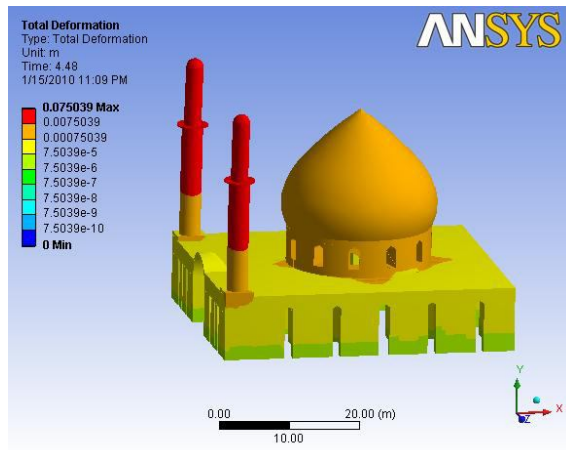 Total Deformation
Type: Total Deformation
Unit: m
Time: 4.48
1/15/2010 11:09 PM
ANSYS
0.075039 Max
0.0075039
0.00075039
7.5039e-5
7.5039e-6
7.5039e-7
7.5039e-8
7.5039e-9
7.5039e-10
0 Min
0.00 20.00 (m)
10.00
Y
X
Z